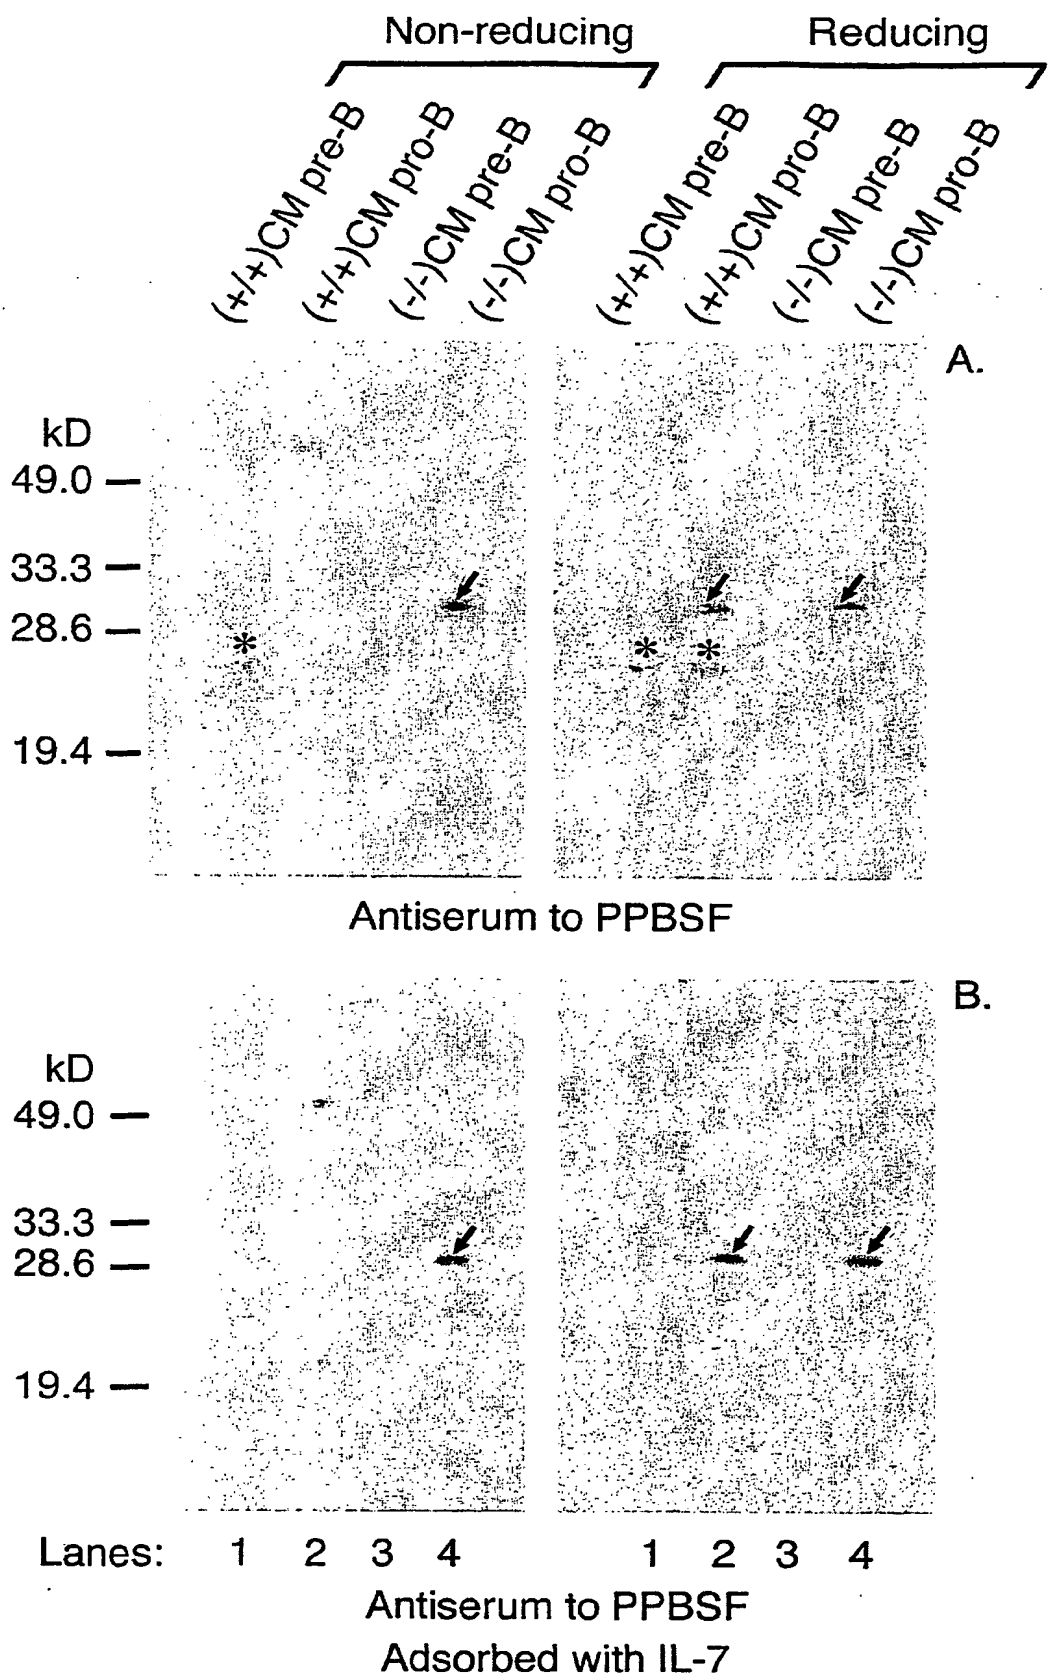 Non-reducing Reducing
(+/+)CM pre-B (+/+)CM pro-B (-/-)CM pre-B (-/-)CM pro-B (+/+)CM pre-B (+/+)CM pro-B (-/-)CM pre-B (-/-)CM pro-B
A.
kD
49.0
33.3
28.6
* * *
19.4
Antiserum to PPBSF
B.
kD
49.0
33.3
28.6
19.4
Lanes: 1 2 3 4 1 2 3 4
Antiserum to PPBSF
Adsorbed with IL-7